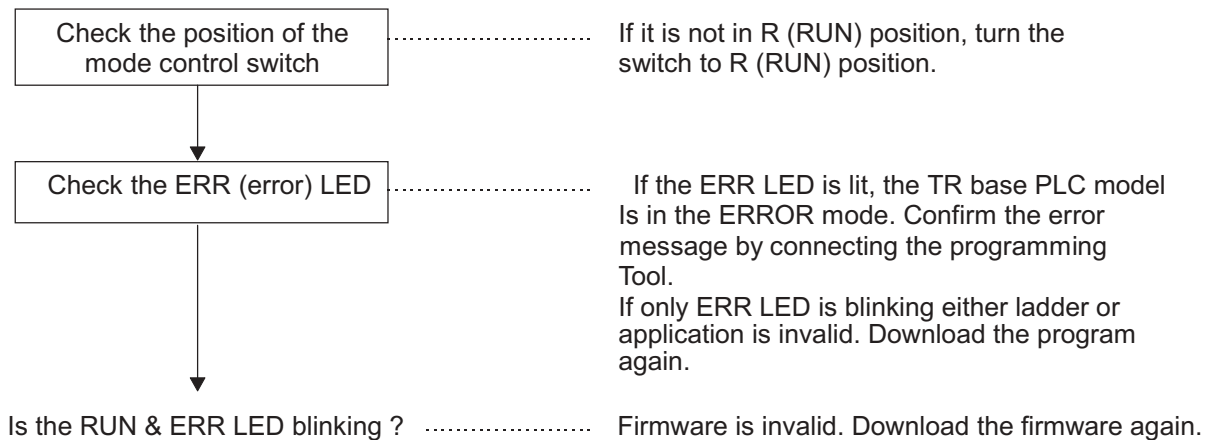 Check the position of the
mode control switch
If it is not in R (RUN) position, turn the
switch to R (RUN) position.
Check the ERR (error) LED
If the ERR LED is lit, the TR base PLC model
Is in the ERROR mode. Confirm the error
message by connecting the programming
Tool.
If only ERR LED is blinking either ladder or
application is invalid. Download the program
again.
Is the RUN & ERR LED blinking ?
Firmware is invalid. Download the firmware again.